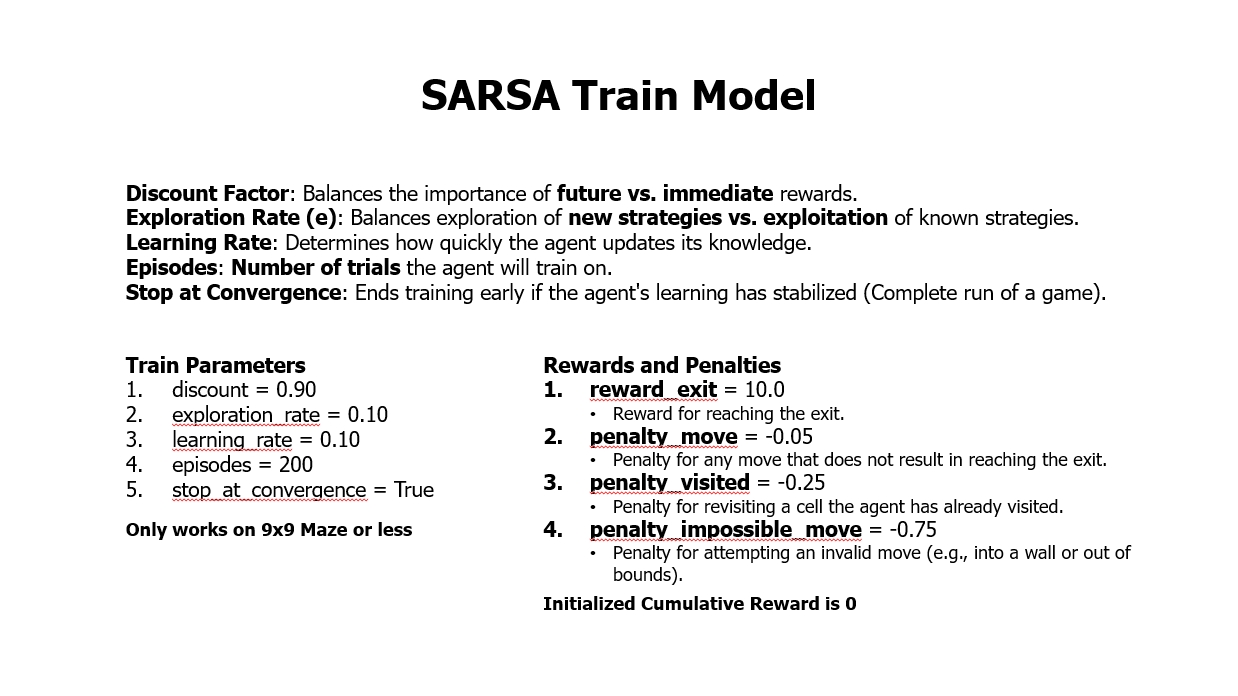 SARSA Train Model
Discount Factor: Balances the importance of future vs. immediate rewards.
Exploration Rate (e): Balances exploration of new strategies vs. exploitation of known strategies.
Learning Rate: Determines how quickly the agent updates its knowledge.
Episodes: Number of trials the agent will train on.
Stop at Convergence: Ends training early if the agent's learning has stabilized (Complete run of a game).
Train Parameters
1. discount = 0.90
2. exploration_rate = 0.10
3. learning_rate = 0.10
4. episodes = 200
5. stop_at_convergence = True
Only works on 9x9 Maze or less
Rewards and Penalties
1. reward_exit = 10.0
• Reward for reaching the exit.
2. penalty_move = -0.05
• Penalty for any move that does not result in reaching the exit.
3. penalty_visited = -0.25
• Penalty for revisiting a cell the agent has already visited.
4. penalty_impossible_move = -0.75
• Penalty for attempting an invalid move (e.g., into a wall or out of
bounds).
Initialized Cumulative Reward is 0